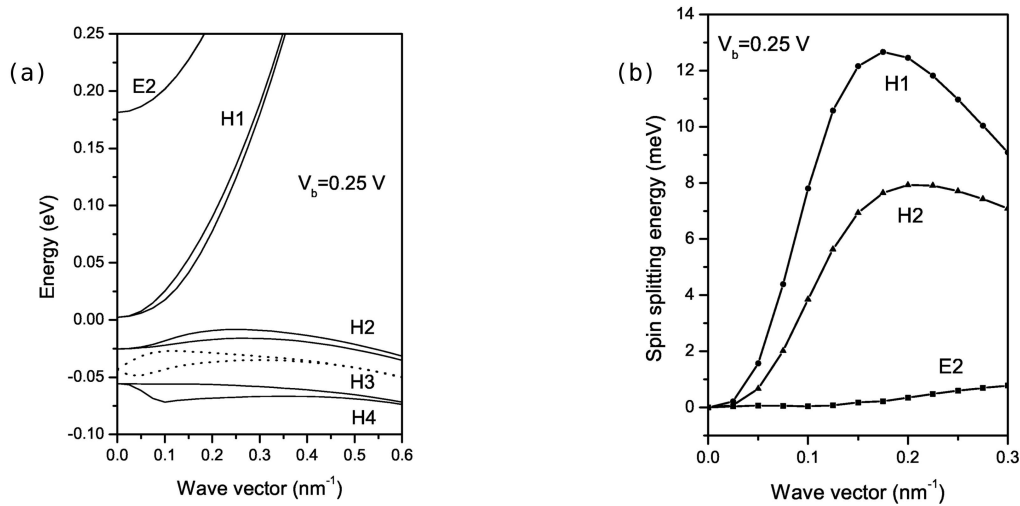 (a)
0.25
0.20
0.15
0.10
0.05
0.00
-0.05
-0.10
Energy (eV)
E2
H1
V_b=0.25 V
H2
H3
H4
0.0 0.1 0.2 0.3 0.4 0.5 0.6
Wave vector (nm⁻¹)
(b)
14
12
10
8
6
4
2
0
Spin splitting energy (meV)
V_b=0.25 V
H1
H2
E2
0.0 0.1 0.2 0.3
Wave vector (nm⁻¹)